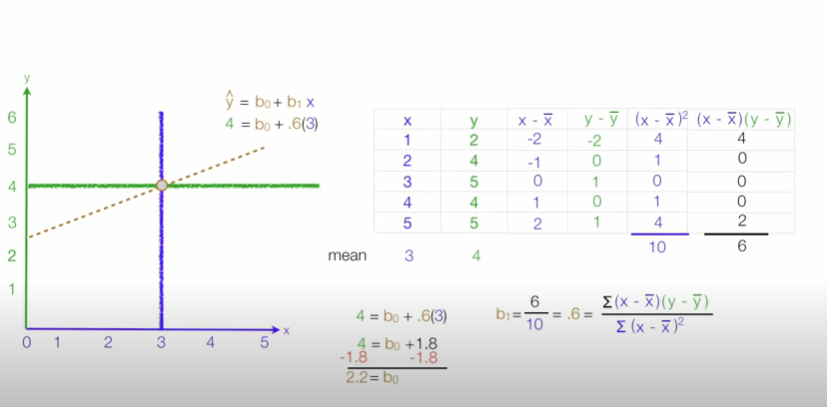 y
6
5
4
3
2
1
0 1 2 3 4 5 x
ŷ = b₀ + b₁ x
4 = b₀ + .6(3)
x y x - x̅ y - y̅ (x - x̅)² (x - x̅)(y - y̅)
1 2 -2 -2 4 4
2 4 -1 0 1 0
3 5 0 1 0 0
4 4 1 0 1 0
5 5 2 1 4 2
10 6
mean 3 4
4 = b₀ + .6(3)
4 = b₀ +1.8
-1.8 -1.8
2.2 = b₀
b₁ = 6/10 = .6 = Σ(x - x̅)(y - y̅) / Σ (x - x̅)²